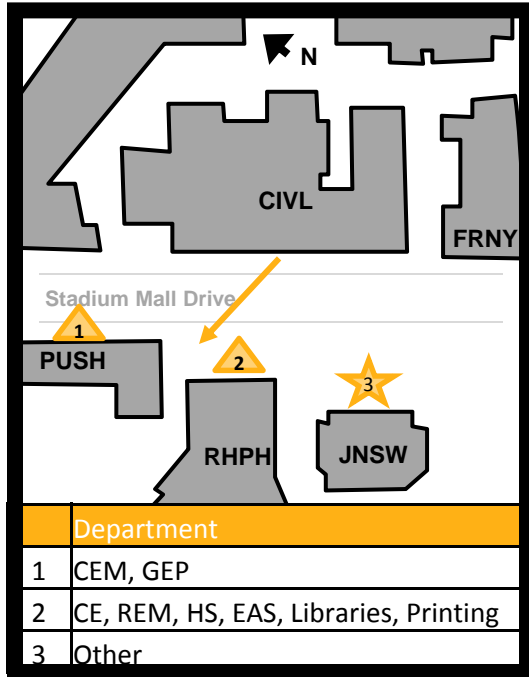 N
CIVL
FRNY
Stadium Mall Drive
1
PUSH
2
3
RHPH
JNSW
Department
1 CEM, GEP
2 CE, REM, HS, EAS, Libraries, Printing
3 Other